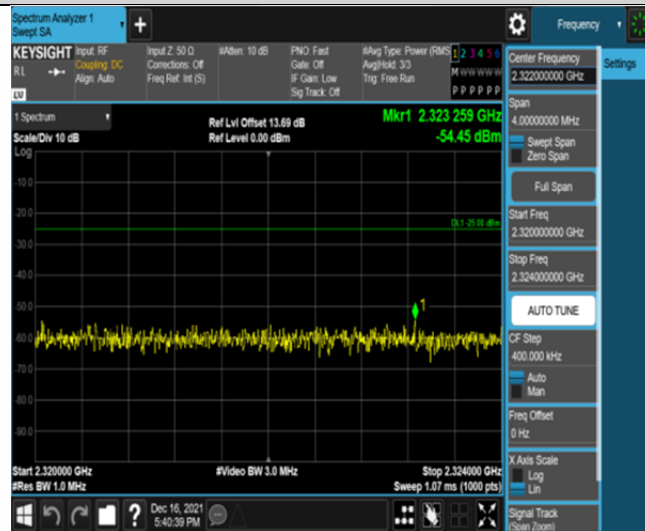 Spectrum Analyzer 1
Swept SA
Frequency
KEYSIGHT
RL
LXI
Input: RF
Coupling: DC
Align: Auto
Input Z: 50 Ω
Corrections: Off
Freq Ref: Int (S)
#Atten: 10 dB
PNO: Fast
Gate: Off
IF Gain: Low
Sig Track: Off
#Avg Type: Power (RMS
Avg|Hold: 3/3
Trig: Free Run
1 2 3 4 5 6
M W W W W W
P P P P P P
Center Frequency
2.322000000 GHz
Settings
Span
4.00000000 MHz
Swept Span
Zero Span
Full Span
Start Freq
2.320000000 GHz
Stop Freq
2.324000000 GHz
AUTO TUNE
CF Step
400.000 kHz
Auto
Man
Freq Offset
0 Hz
X Axis Scale
Log
Lin
Signal Track
(Span Zoom)
1 Spectrum
Scale/Div 10 dB
Log
Ref Lvl Offset 13.69 dB
Ref Level 0.00 dBm
Mkr1 2.323 259 GHz
-54.45 dBm
-10.0
-20.0
DL1 -25.00 dBm
-30.0
-40.0
-50.0
1
-60.0
-70.0
-80.0
-90.0
Start 2.320000 GHz
#Video BW 3.0 MHz
Stop 2.324000 GHz
#Res BW 1.0 MHz
Sweep 1.07 ms (1000 pts)
Dec 16, 2021
5:40:39 PM